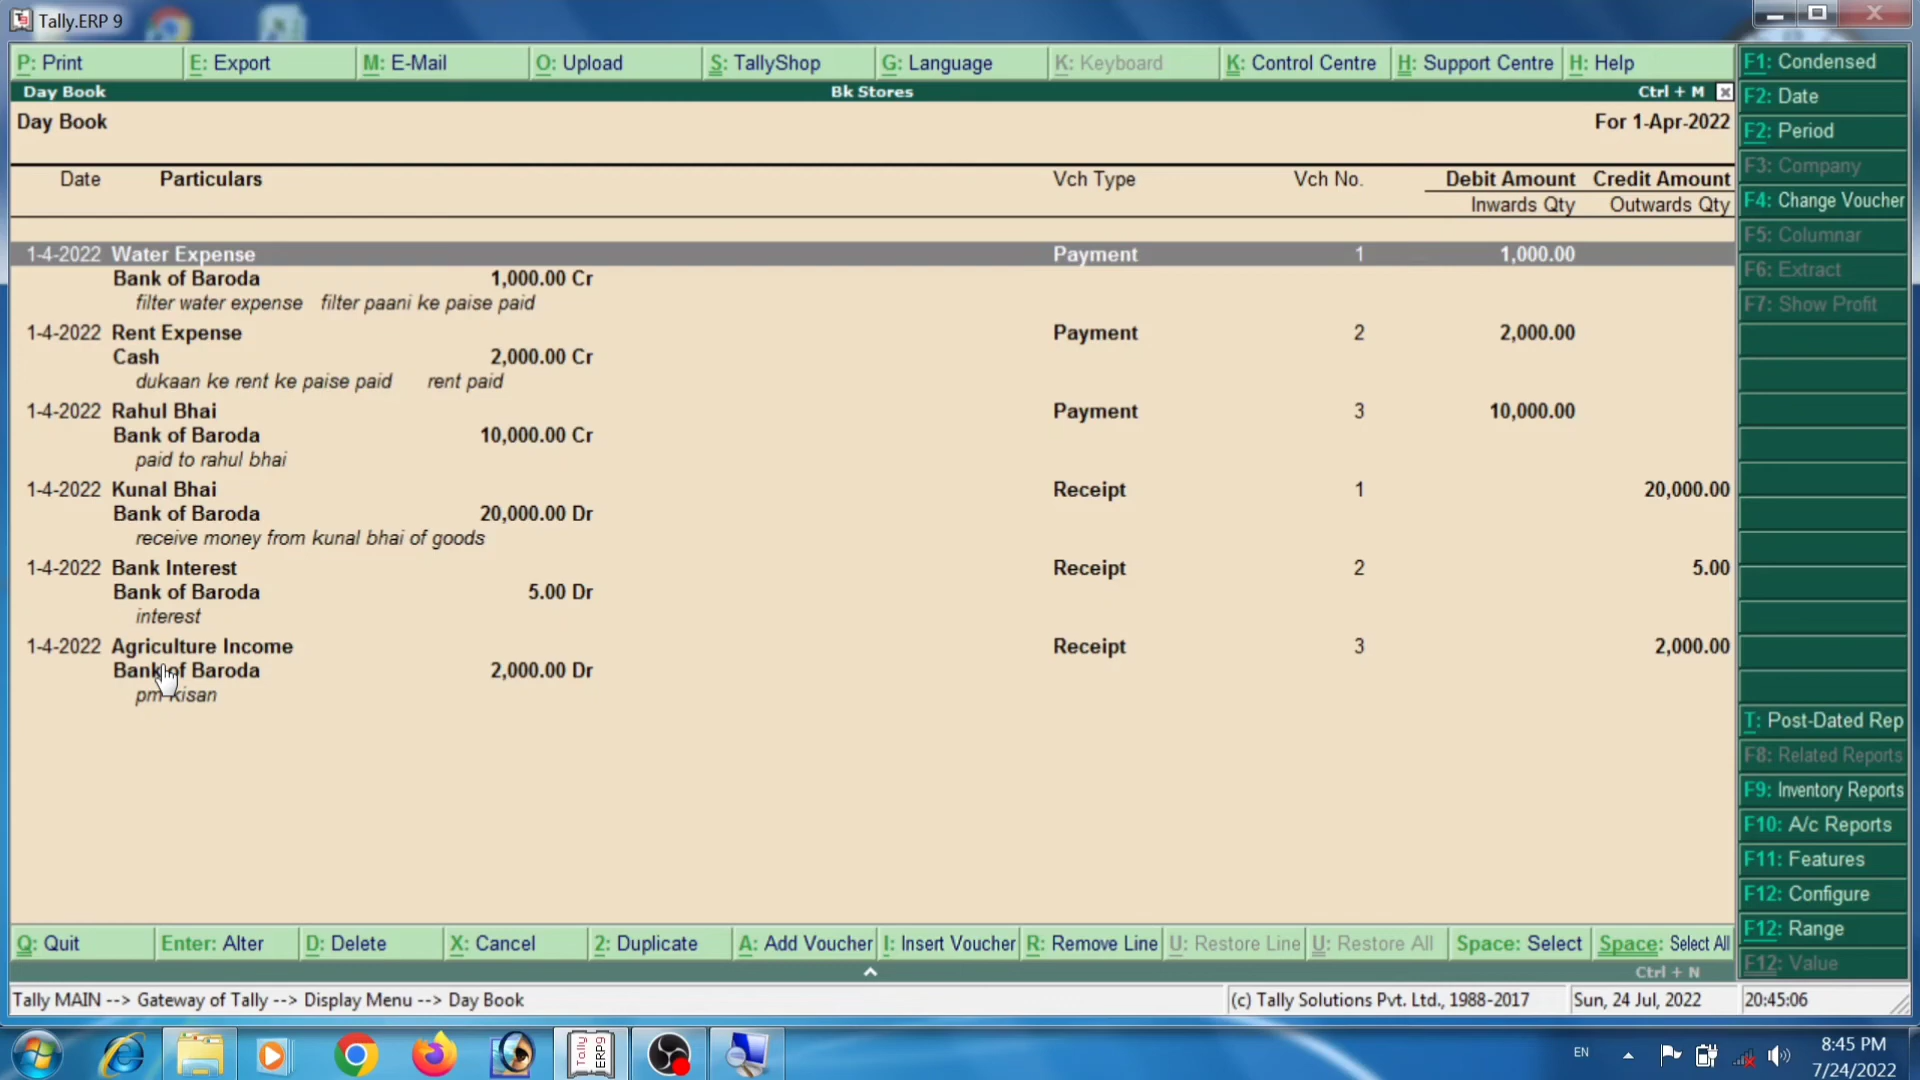 Tally.ERP 9
P: Print E: Export M: E-Mail O: Upload S: TallyShop G: Language K: Keyboard K: Control Centre H: Support Centre H: Help
Day Book Bk Stores Ctrl + M
Day Book For 1-Apr-2022
Date Particulars Vch Type Vch No. Debit Amount Credit Amount
Inwards Qty Outwards Qty
1-4-2022 Water Expense Payment 1 1,000.00
Bank of Baroda 1,000.00 Cr
filter water expense filter paani ke paise paid
1-4-2022 Rent Expense Payment 2 2,000.00
Cash 2,000.00 Cr
dukaan ke rent ke paise paid rent paid
1-4-2022 Rahul Bhai Payment 3 10,000.00
Bank of Baroda 10,000.00 Cr
paid to rahul bhai
1-4-2022 Kunal Bhai Receipt 1 20,000.00
Bank of Baroda 20,000.00 Dr
receive money from kunal bhai of goods
1-4-2022 Bank Interest Receipt 2 5.00
Bank of Baroda 5.00 Dr
interest
1-4-2022 Agriculture Income Receipt 3 2,000.00
Bank of Baroda 2,000.00 Dr
pm kisan
F1: Condensed
F2: Date
F2: Period
F3: Company
F4: Change Voucher
F5: Columnar
F6: Extract
F7: Show Profit
T: Post-Dated Rep
F8: Related Reports
F9: Inventory Reports
F10: A/c Reports
F11: Features
F12: Configure
F12: Range
F12: Value
Q: Quit Enter: Alter D: Delete X: Cancel 2: Duplicate A: Add Voucher I: Insert Voucher R: Remove Line U: Restore Line U: Restore All Space: Select Space: Select All
Ctrl + N
Tally MAIN --> Gateway of Tally --> Display Menu --> Day Book (c) Tally Solutions Pvt. Ltd., 1988-2017 Sun, 24 Jul, 2022 20:45:06
Tally ERP9
EN
8:45 PM
7/24/2022